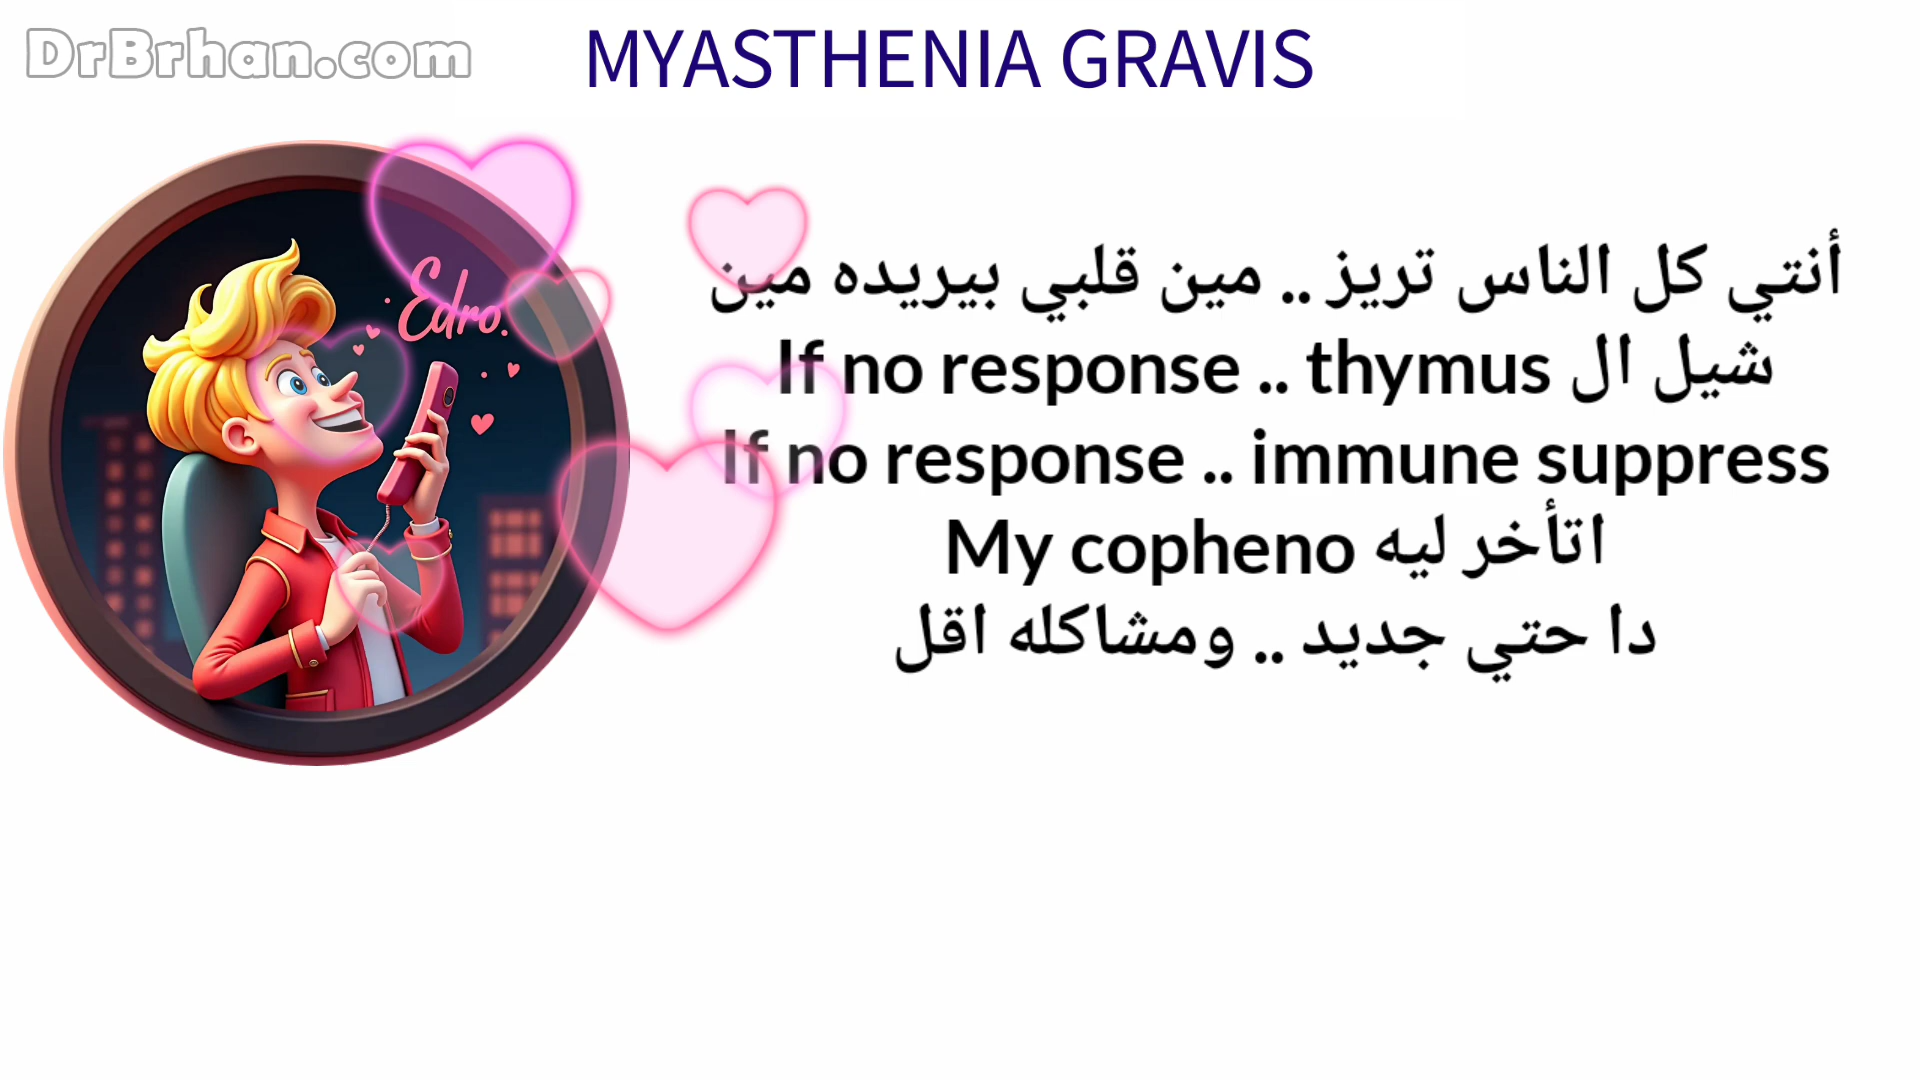 DrBrhan.com
MYASTHENIA GRAVIS
Edro.
أنتي كل الناس تريز .. مين قلبي بيريده مين
If no response .. thymus شيل ال
If no response .. immune suppress
My copheno اتأخر ليه
دا حتي جديد .. ومشاكله اقل